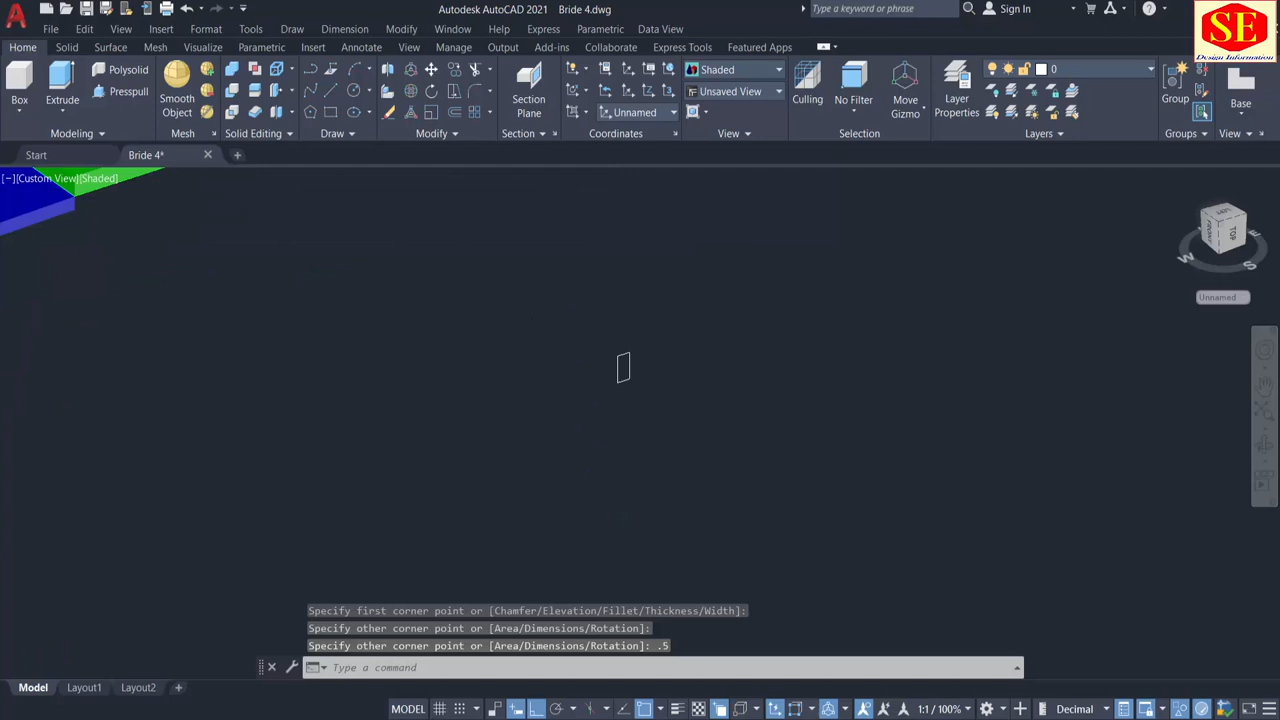 Autodesk AutoCAD 2021 Bride 4.dwg
Type a keyword or phrase
Sign In
SE
Design Information
File Edit View Insert Format Tools Draw Dimension Modify Window Help Express Parametric Data View
Home Solid Surface Mesh Visualize Parametric Insert Annotate View Manage Output Add-ins Collaborate Express Tools Featured Apps
Box
Extrude
Polysolid
Presspull
Smooth
Object
Section
Plane
Shaded
Unsaved View
Unnamed
Culling
No Filter
Move
Gizmo
Layer
Properties
0
Group
Base
Modeling Mesh Solid Editing Draw Modify Section Coordinates View Selection Layers Groups View
Start
Bride 4*
[−][Custom View][Shaded]
LEFT
FRONT
TOP
W
S
E
Unnamed
Specify first corner point or [Chamfer/Elevation/Fillet/Thickness/Width]:
Specify other corner point or [Area/Dimensions/Rotation]:
Specify other corner point or [Area/Dimensions/Rotation]: .5
Type a command
Model Layout1 Layout2
MODEL
1:1 / 100%
Decimal